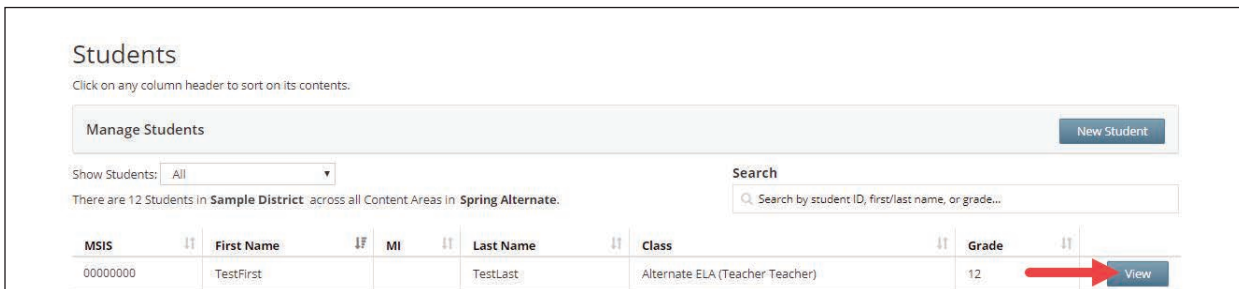 Students
Click on any column header to sort on its contents.
Manage Students New Student
Show Students: All Search
There are 12 Students in Sample District across all Content Areas in Spring Alternate. Search by student ID, first/last name, or grade...
MSIS First Name MI Last Name Class Grade
00000000 TestFirst TestLast Alternate ELA (Teacher Teacher) 12 View